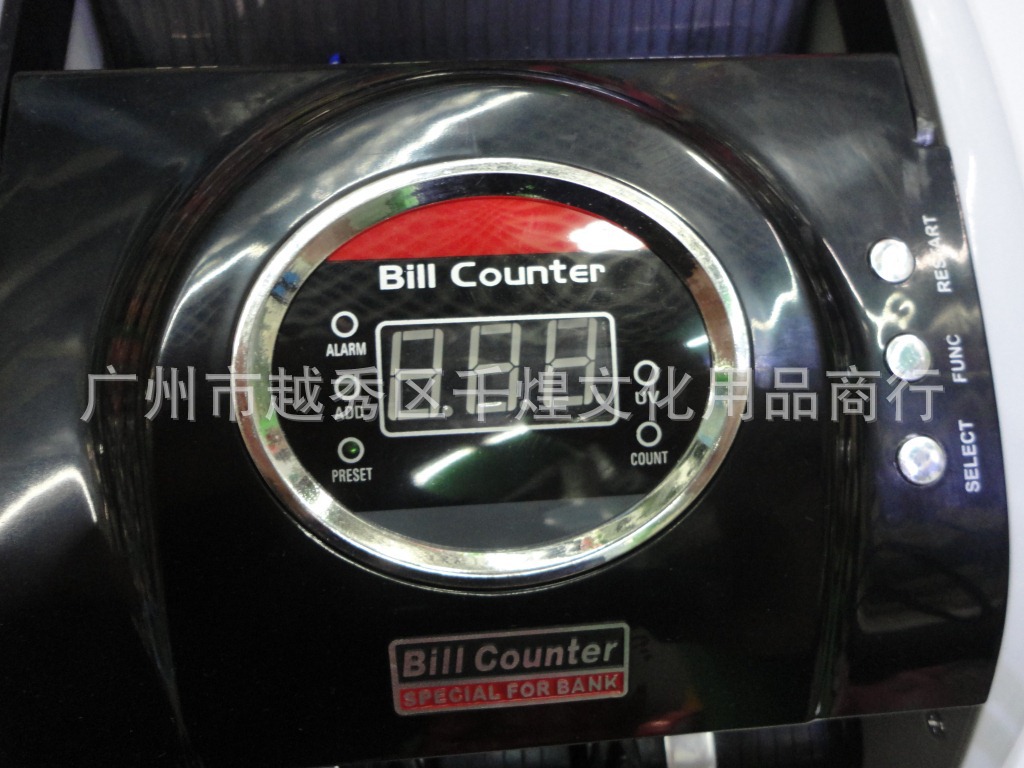 Bill Counter
ALARM
ADD
PRESET
UV
COUNT
RESTART
FUNC
SELECT
广州市越秀区千煌文化用品商行
Bill Counter
SPECIAL FOR BANK